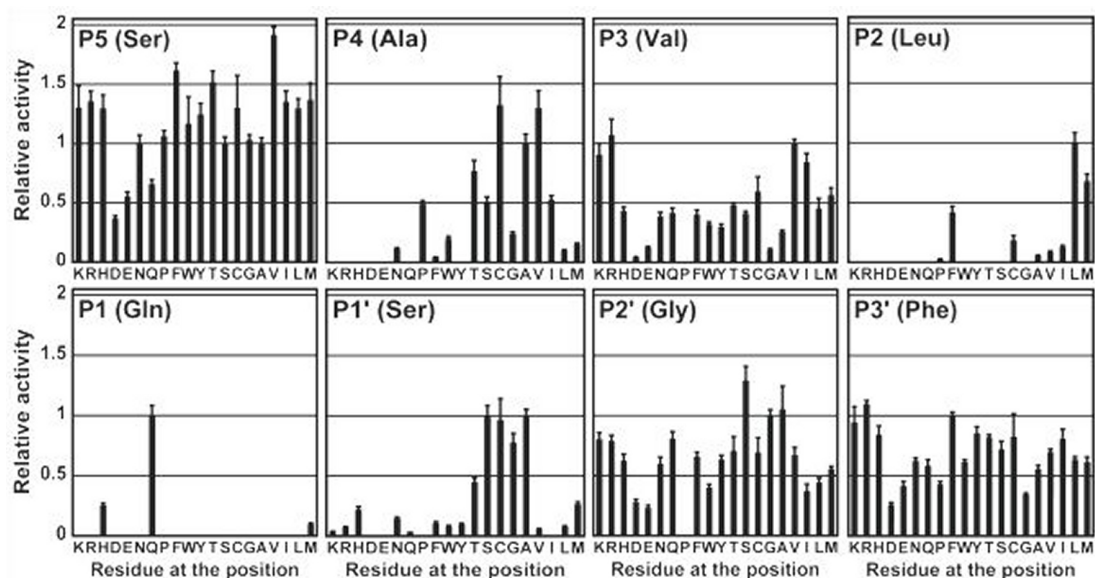 P5 (Ser) P4 (Ala) P3 (Val) P2 (Leu)
Relative activity
2
1.5
1
0.5
0
KRHDENQPFWYTSCGAVILM KRHDENQPFWYTSCGAVILM KRHDENQPFWYTSCGAVILM KRHDENQPFWYTSCGAVILM
P1 (Gln) P1' (Ser) P2' (Gly) P3' (Phe)
Relative activity
2
1.5
1
0.5
0
KRHDENQPFWYTSCGAVILM KRHDENQPFWYTSCGAVILM KRHDENQPFWYTSCGAVILM KRHDENQPFWYTSCGAVILM
Residue at the position Residue at the position Residue at the position Residue at the position